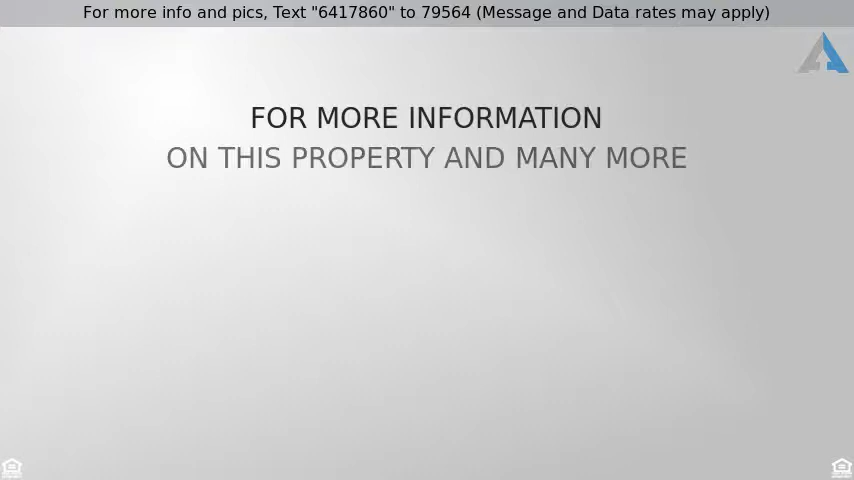 For more info and pics, Text "6417860" to 79564 (Message and Data rates may apply)
FOR MORE INFORMATION
ON THIS PROPERTY AND MANY MORE